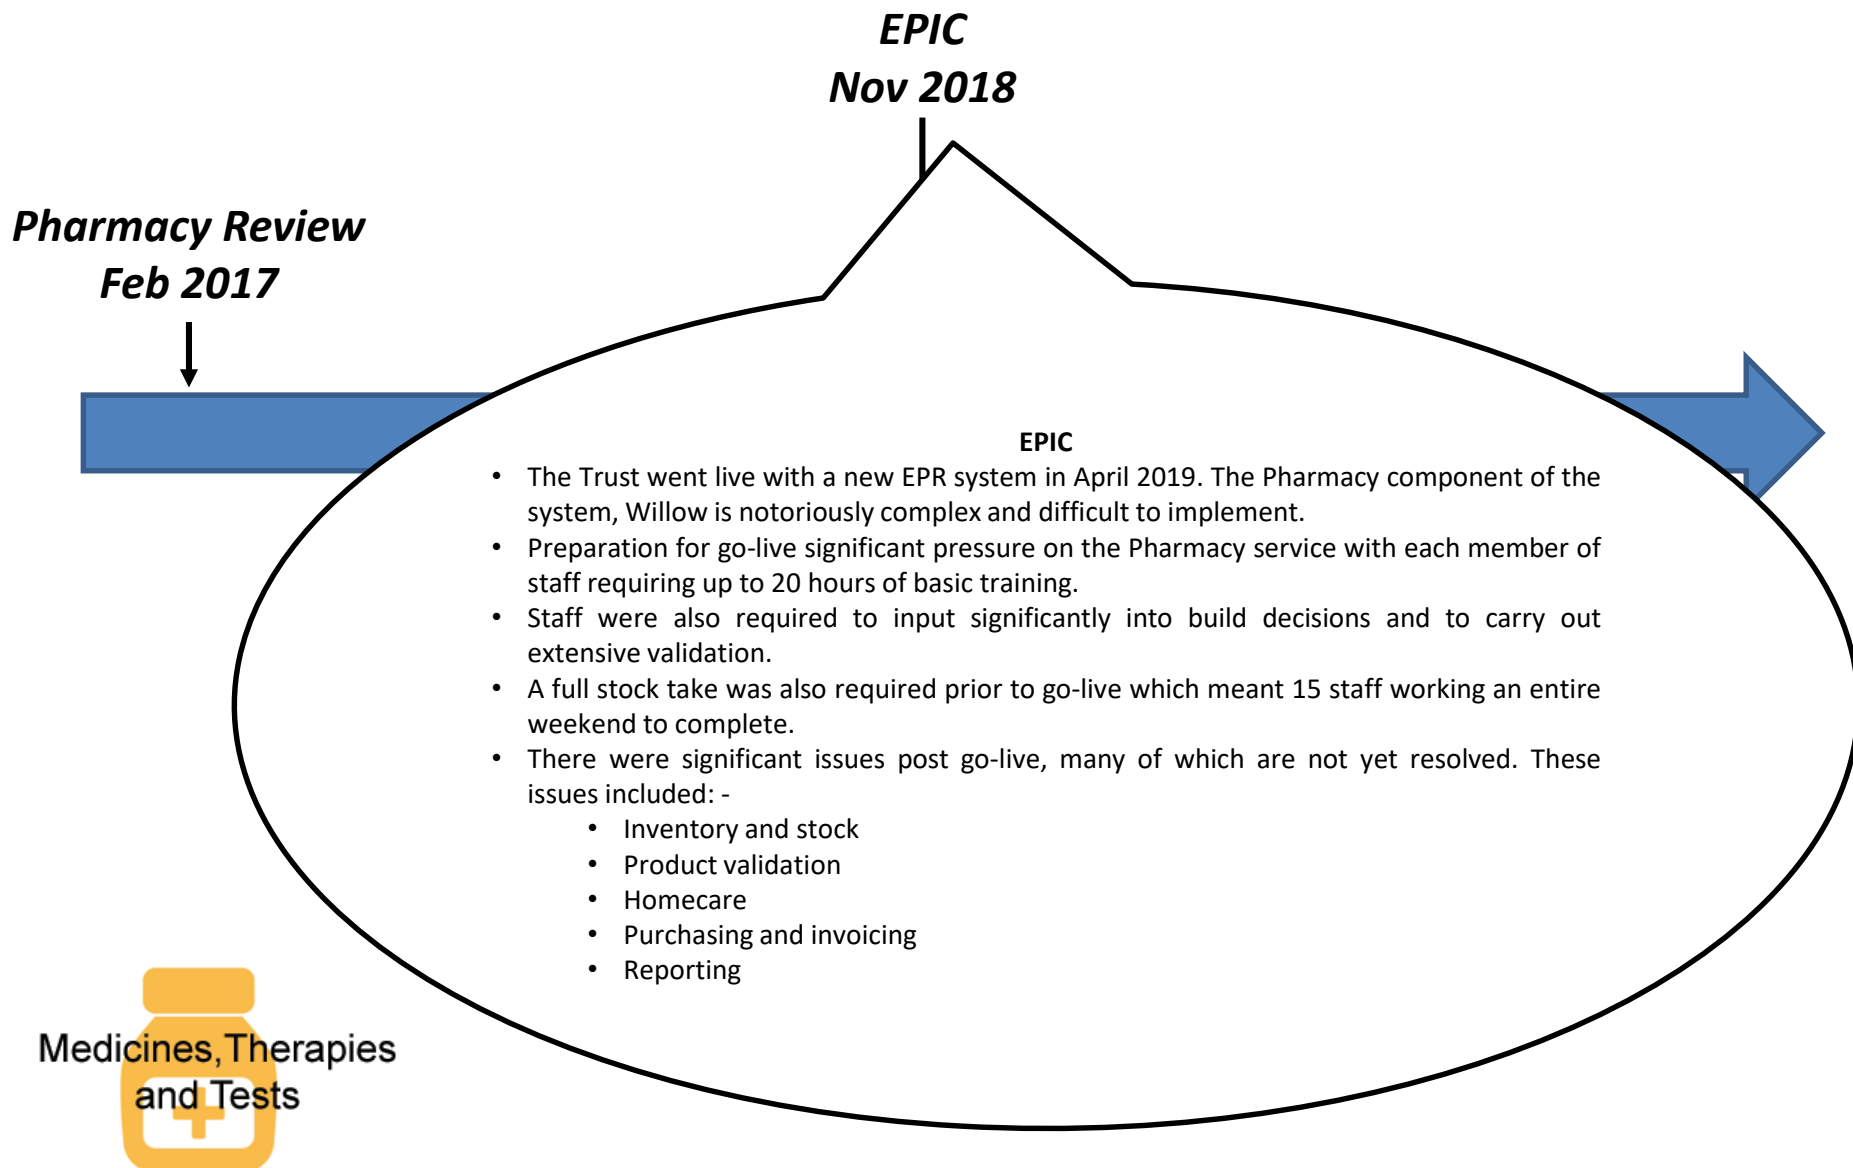 EPIC
Nov 2018
Pharmacy Review
Feb 2017
EPIC
• The Trust went live with a new EPR system in April 2019. The Pharmacy component of the
system, Willow is notoriously complex and difficult to implement.
• Preparation for go-live significant pressure on the Pharmacy service with each member of
staff requiring up to 20 hours of basic training.
• Staff were also required to input significantly into build decisions and to carry out
extensive validation.
• A full stock take was also required prior to go-live which meant 15 staff working an entire
weekend to complete.
• There were significant issues post go-live, many of which are not yet resolved. These
issues included: -
• Inventory and stock
• Product validation
• Homecare
• Purchasing and invoicing
• Reporting
Medicines, Therapies
and Tests